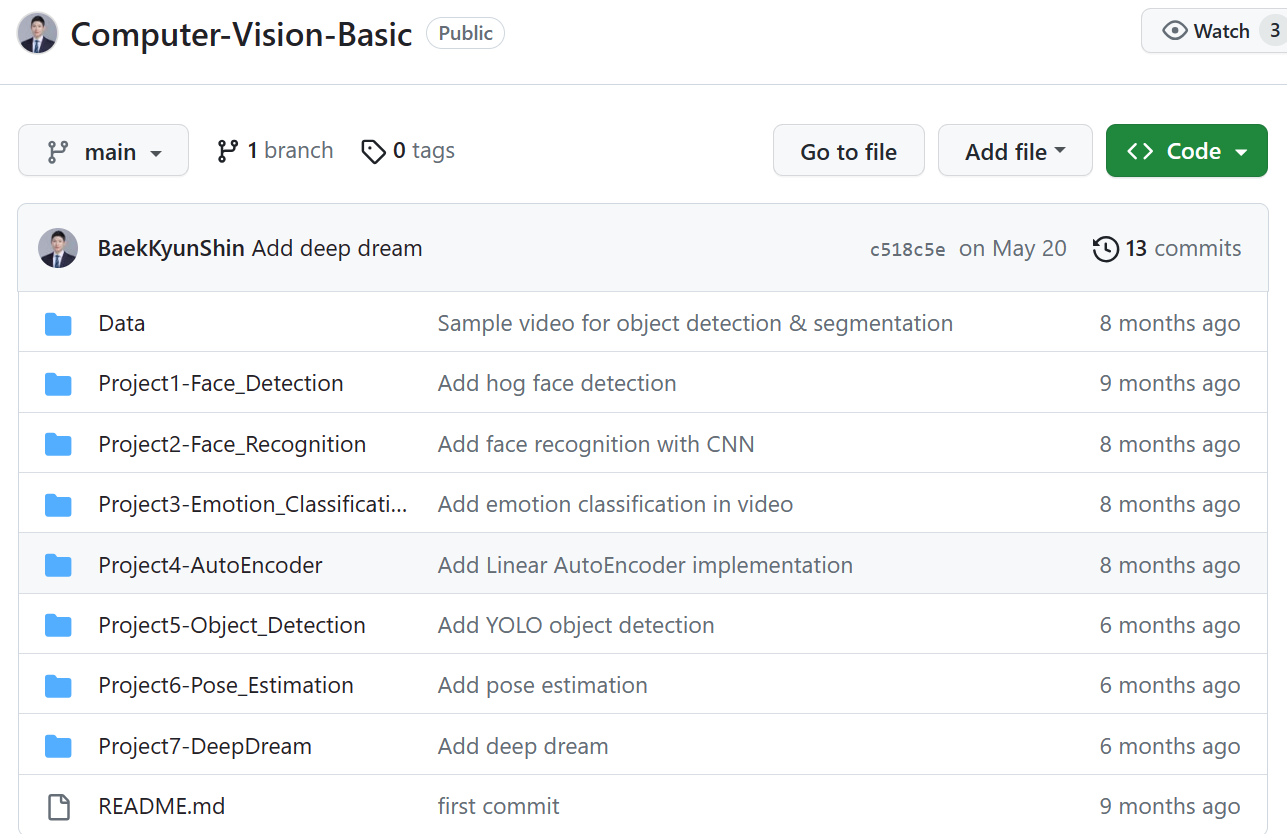 Computer-Vision-Basic Public Watch 3
main 1 branch 0 tags Go to file Add file Code
BaekKyunShin Add deep dream c518c5e on May 20 13 commits
Data Sample video for object detection & segmentation 8 months ago
Project1-Face_Detection Add hog face detection 9 months ago
Project2-Face_Recognition Add face recognition with CNN 8 months ago
Project3-Emotion_Classificati... Add emotion classification in video 8 months ago
Project4-AutoEncoder Add Linear AutoEncoder implementation 8 months ago
Project5-Object_Detection Add YOLO object detection 6 months ago
Project6-Pose_Estimation Add pose estimation 6 months ago
Project7-DeepDream Add deep dream 6 months ago
README.md first commit 9 months ago